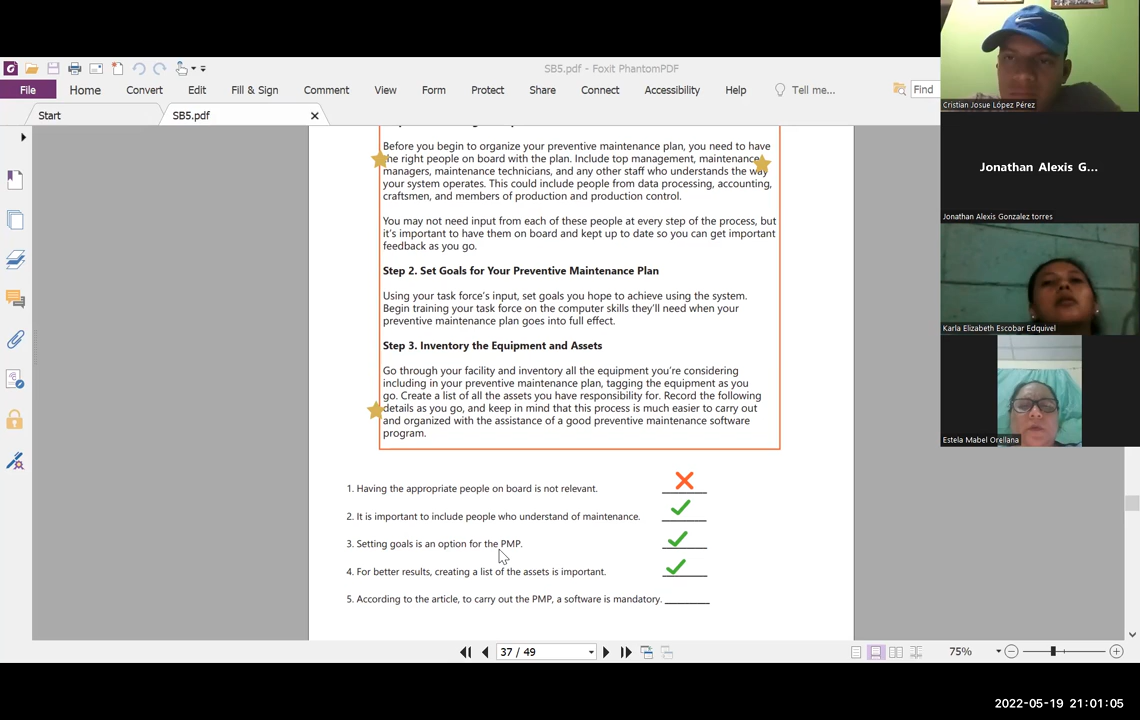 SB5.pdf - Foxit PhantomPDF
File Home Convert Edit Fill & Sign Comment View Form Protect Share Connect Accessibility Help Tell me... Find
Start SB5.pdf
Before you begin to organize your preventive maintenance plan, you need to have
the right people on board with the plan. Include top management, maintenance
managers, maintenance technicians, and any other staff who understands the way
your system operates. This could include people from data processing, accounting,
craftsmen, and members of production and production control.
You may not need input from each of these people at every step of the process, but
it's important to have them on board and kept up to date so you can get important
feedback as you go.
Step 2. Set Goals for Your Preventive Maintenance Plan
Using your task force's input, set goals you hope to achieve using the system.
Begin training your task force on the computer skills they'll need when your
preventive maintenance plan goes into full effect.
Step 3. Inventory the Equipment and Assets
Go through your facility and inventory all the equipment you're considering
including in your preventive maintenance plan, tagging the equipment as you
go. Create a list of all the assets you have responsibility for. Record the following
details as you go, and keep in mind that this process is much easier to carry out
and organized with the assistance of a good preventive maintenance software
program.
1. Having the appropriate people on board is not relevant.
2. It is important to include people who understand of maintenance.
3. Setting goals is an option for the PMP.
4. For better results, creating a list of the assets is important.
5. According to the article, to carry out the PMP, a software is mandatory.
37 / 49
75%
Cristian Josue López Pérez
Jonathan Alexis G...
Jonathan Alexis Gonzalez torres
Karla Elizabeth Escobar Edquivel
Estela Mabel Orellana
2022-05-19 21:01:05